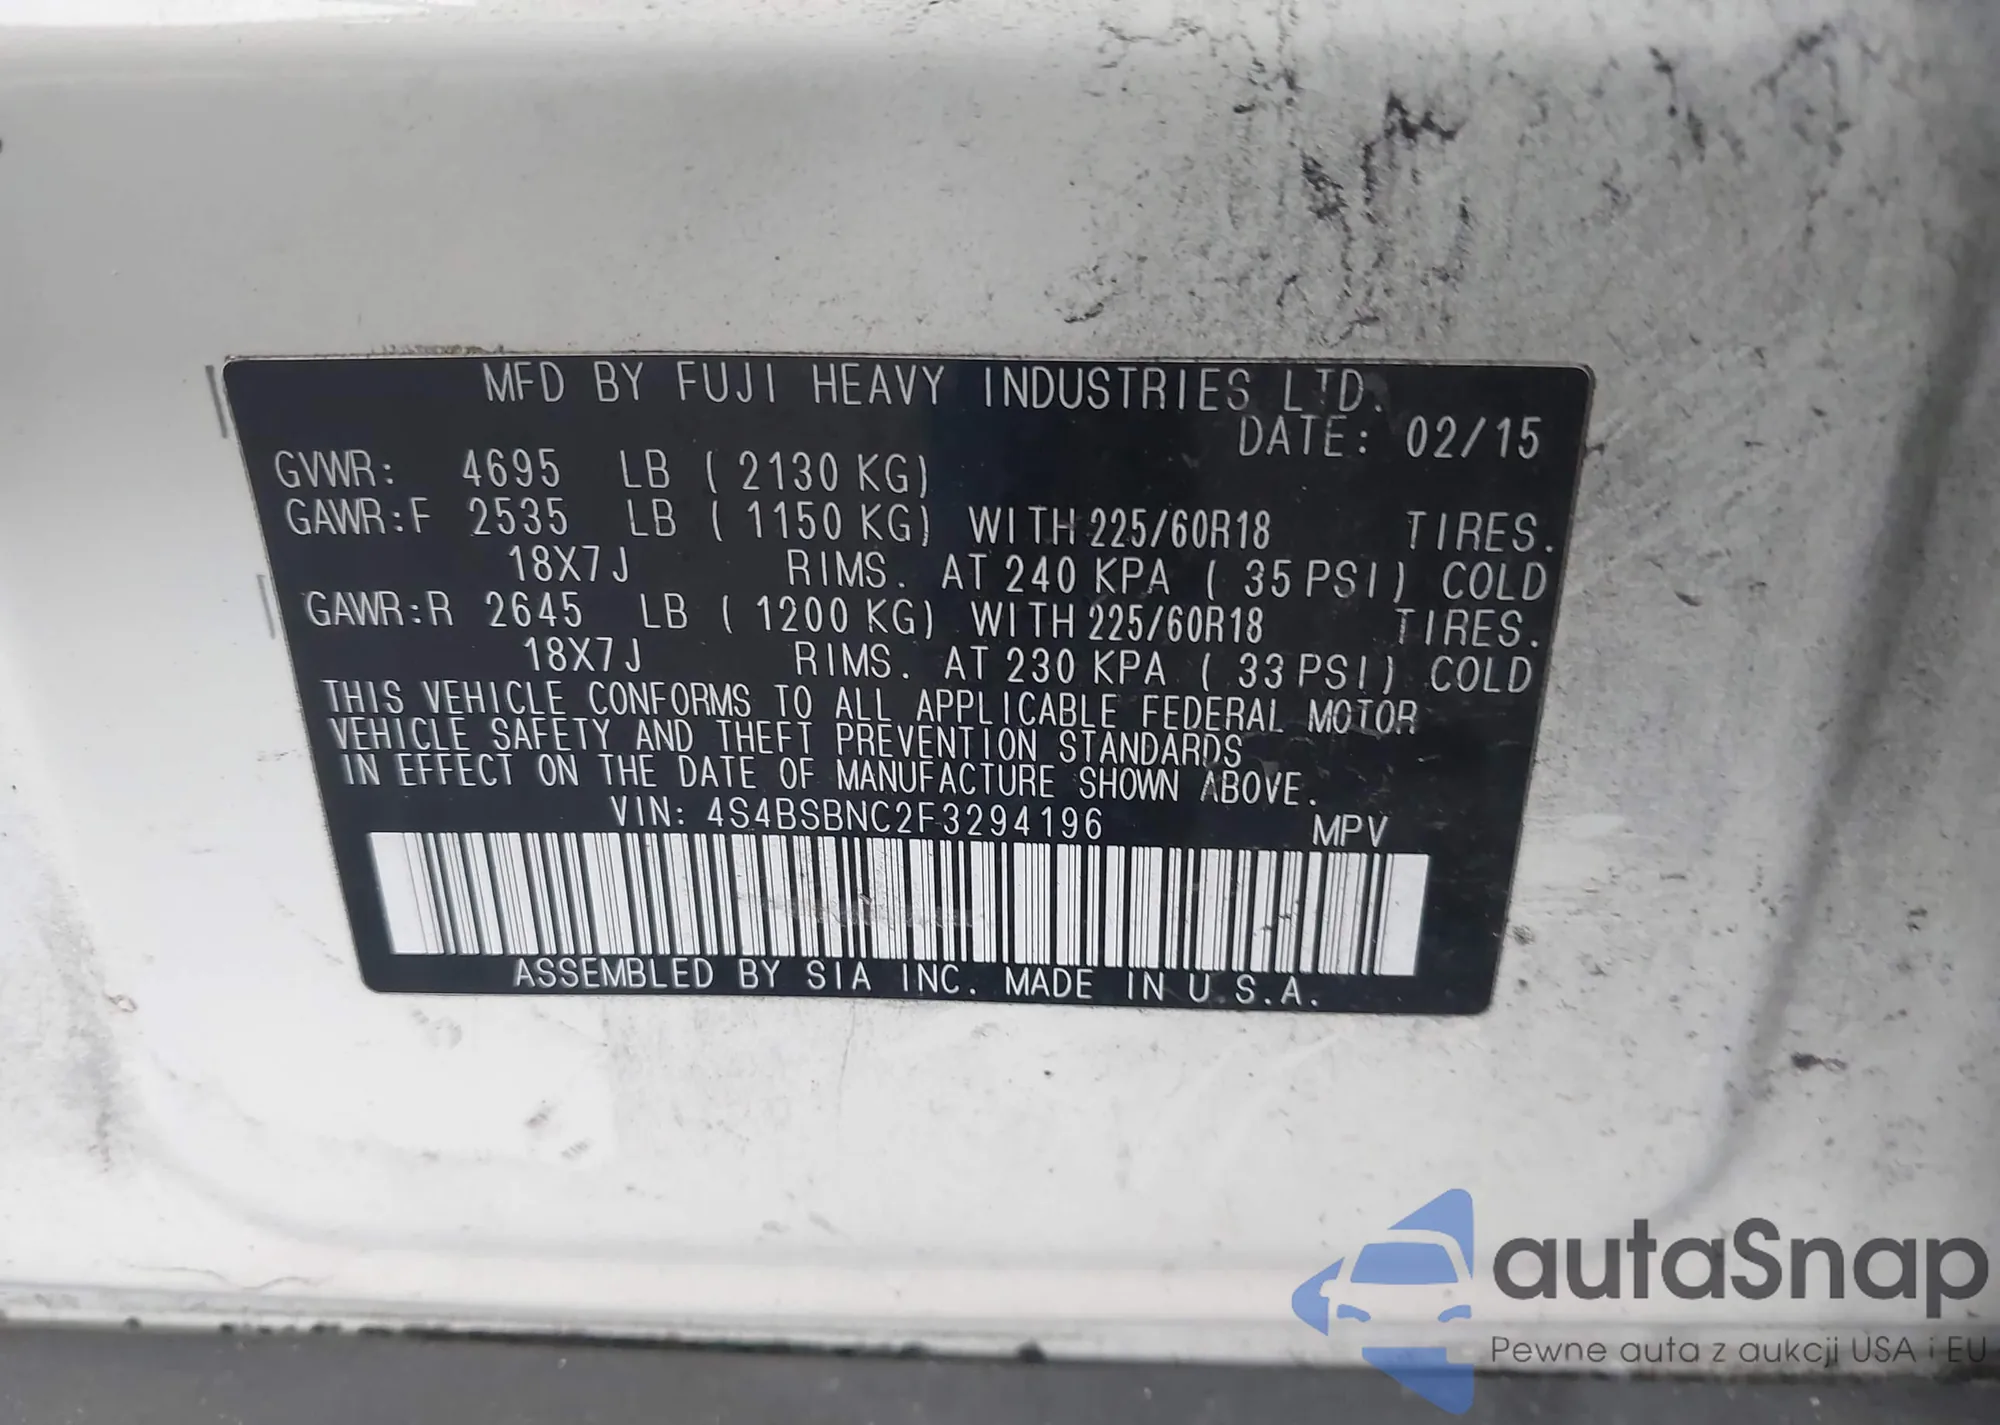 MFD BY FUJI HEAVY INDUSTRIES LTD.
DATE: 02/15
GVWR: 4695 LB ( 2130 KG)
GAWR:F 2535 LB ( 1150 KG) WITH 225/60R18 TIRES.
18X7J RIMS. AT 240 KPA ( 35 PSI) COLD
GAWR:R 2645 LB ( 1200 KG) WITH 225/60R18 TIRES.
18X7J RIMS. AT 230 KPA ( 33 PSI) COLD
THIS VEHICLE CONFORMS TO ALL APPLICABLE FEDERAL MOTOR
VEHICLE SAFETY AND THEFT PREVENTION STANDARDS
IN EFFECT ON THE DATE OF MANUFACTURE SHOWN ABOVE.
VIN: 4S4BSBNC2F3294196 MPV
ASSEMBLED BY SIA INC. MADE IN U.S.A.
autaSnap
Pewne auta z aukcji USA i EU